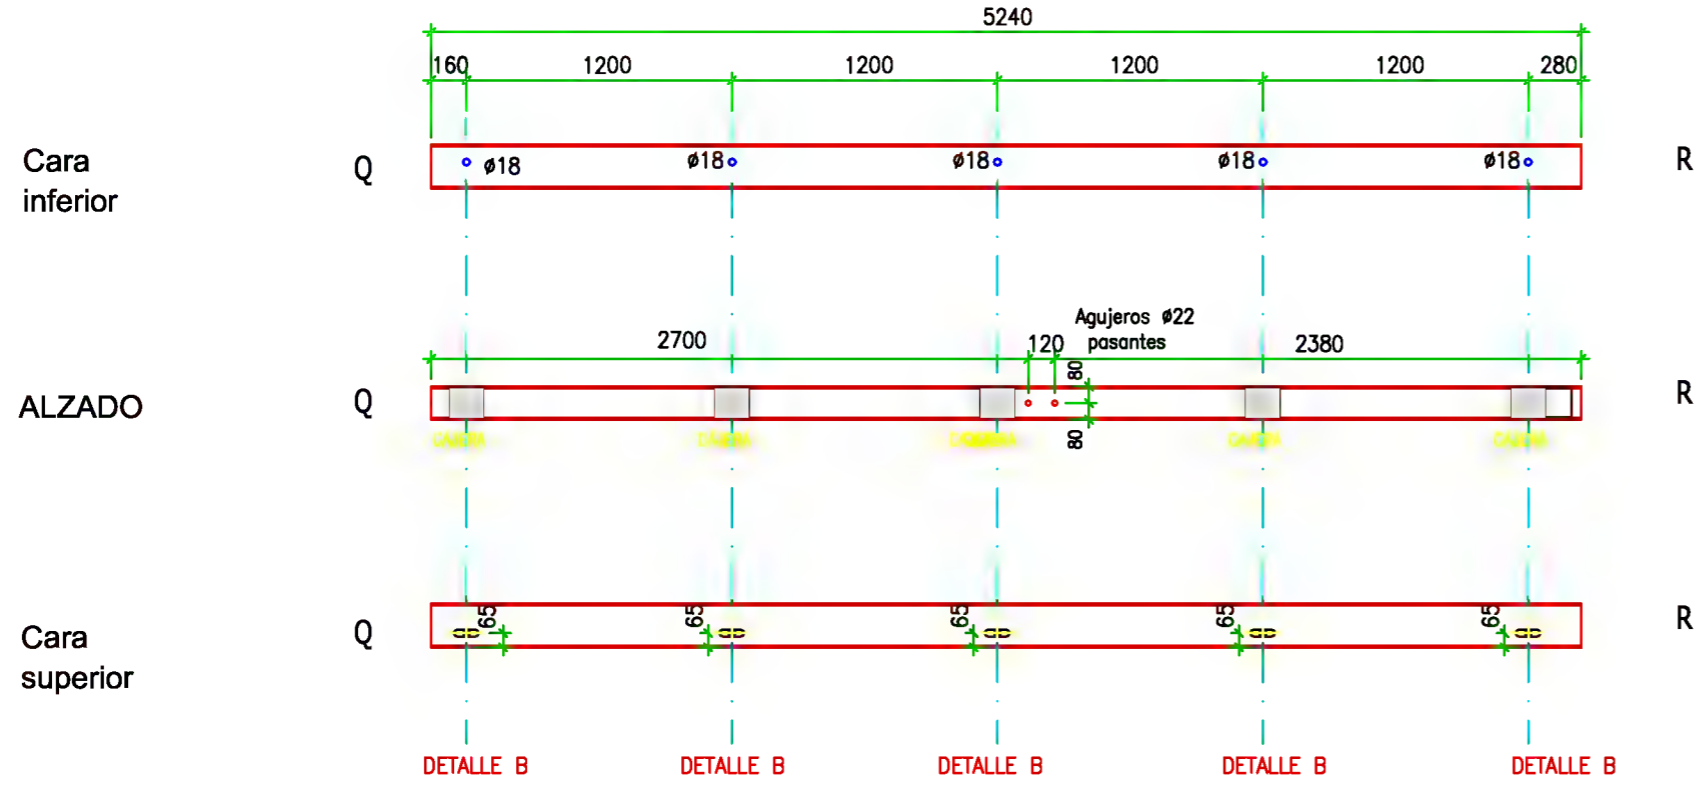 5240
160 1200 1200 1200 1200 280
Cara
inferior
Q ø18 ø18 ø18 ø18 ø18 R
Agujeros ø22
pasantes
2700 120 2380
80
ALZADO Q R
80
65 65 65 65 65
Cara
superior
Q R
DETALLE B DETALLE B DETALLE B DETALLE B DETALLE B